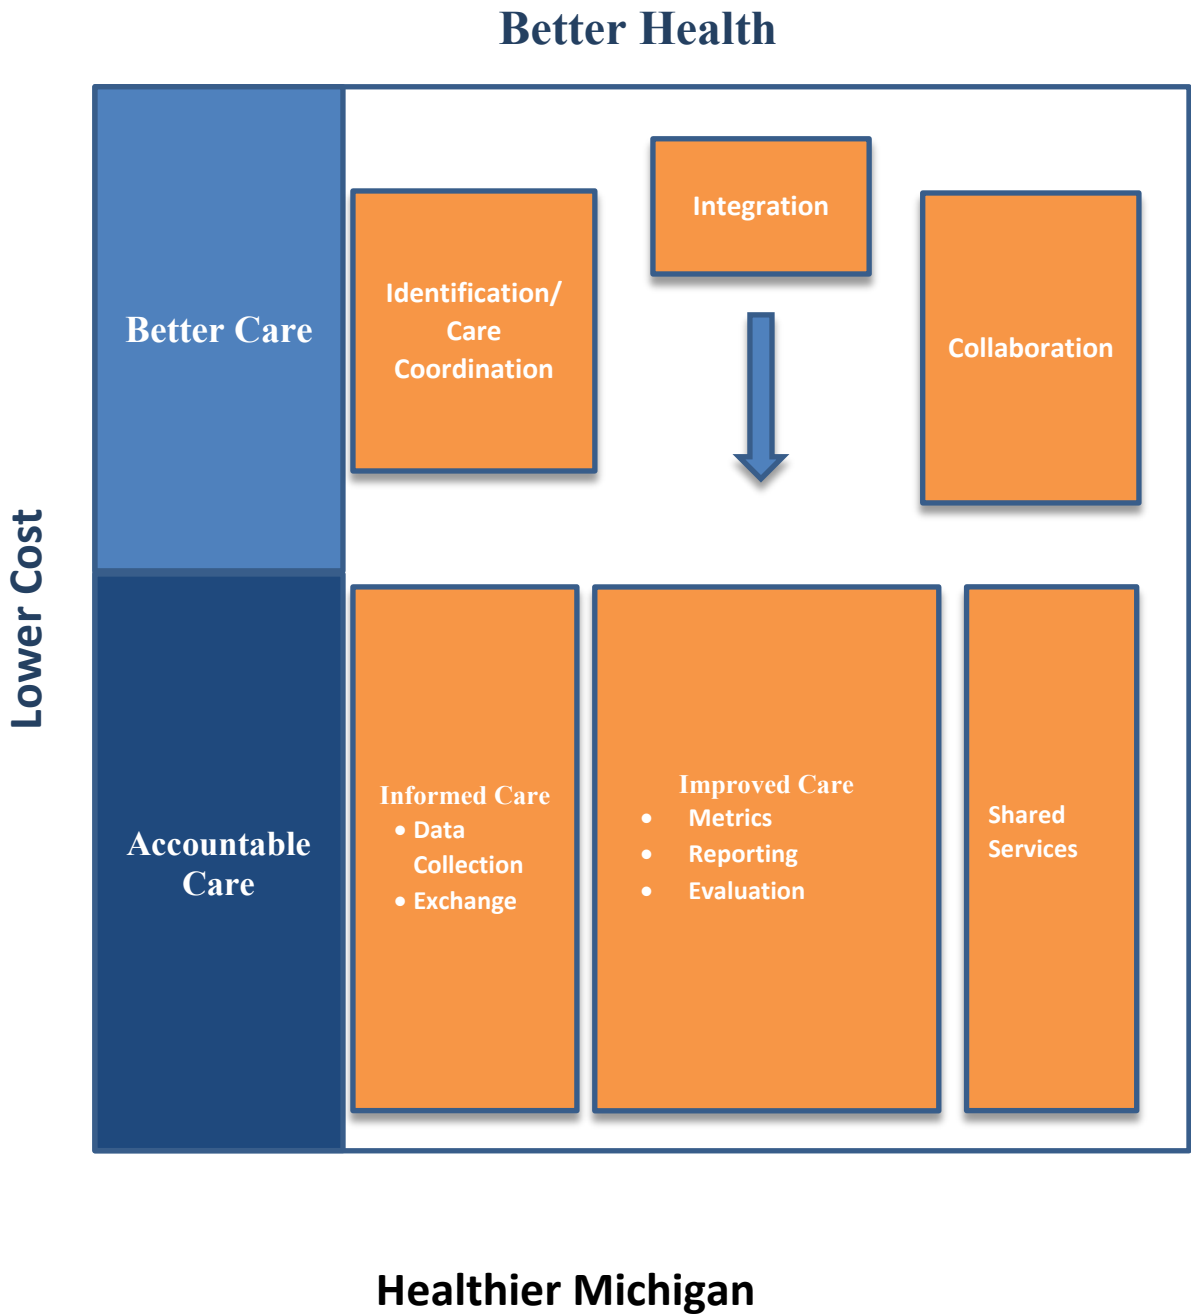 Better Health
Integration
Identification/
Care
Coordination
Better Care
Collaboration
Lower Cost
Informed Care
• Data
Collection
• Exchange
Improved Care
• Metrics
• Reporting
• Evaluation
Shared
Services
Accountable
Care
Healthier Michigan